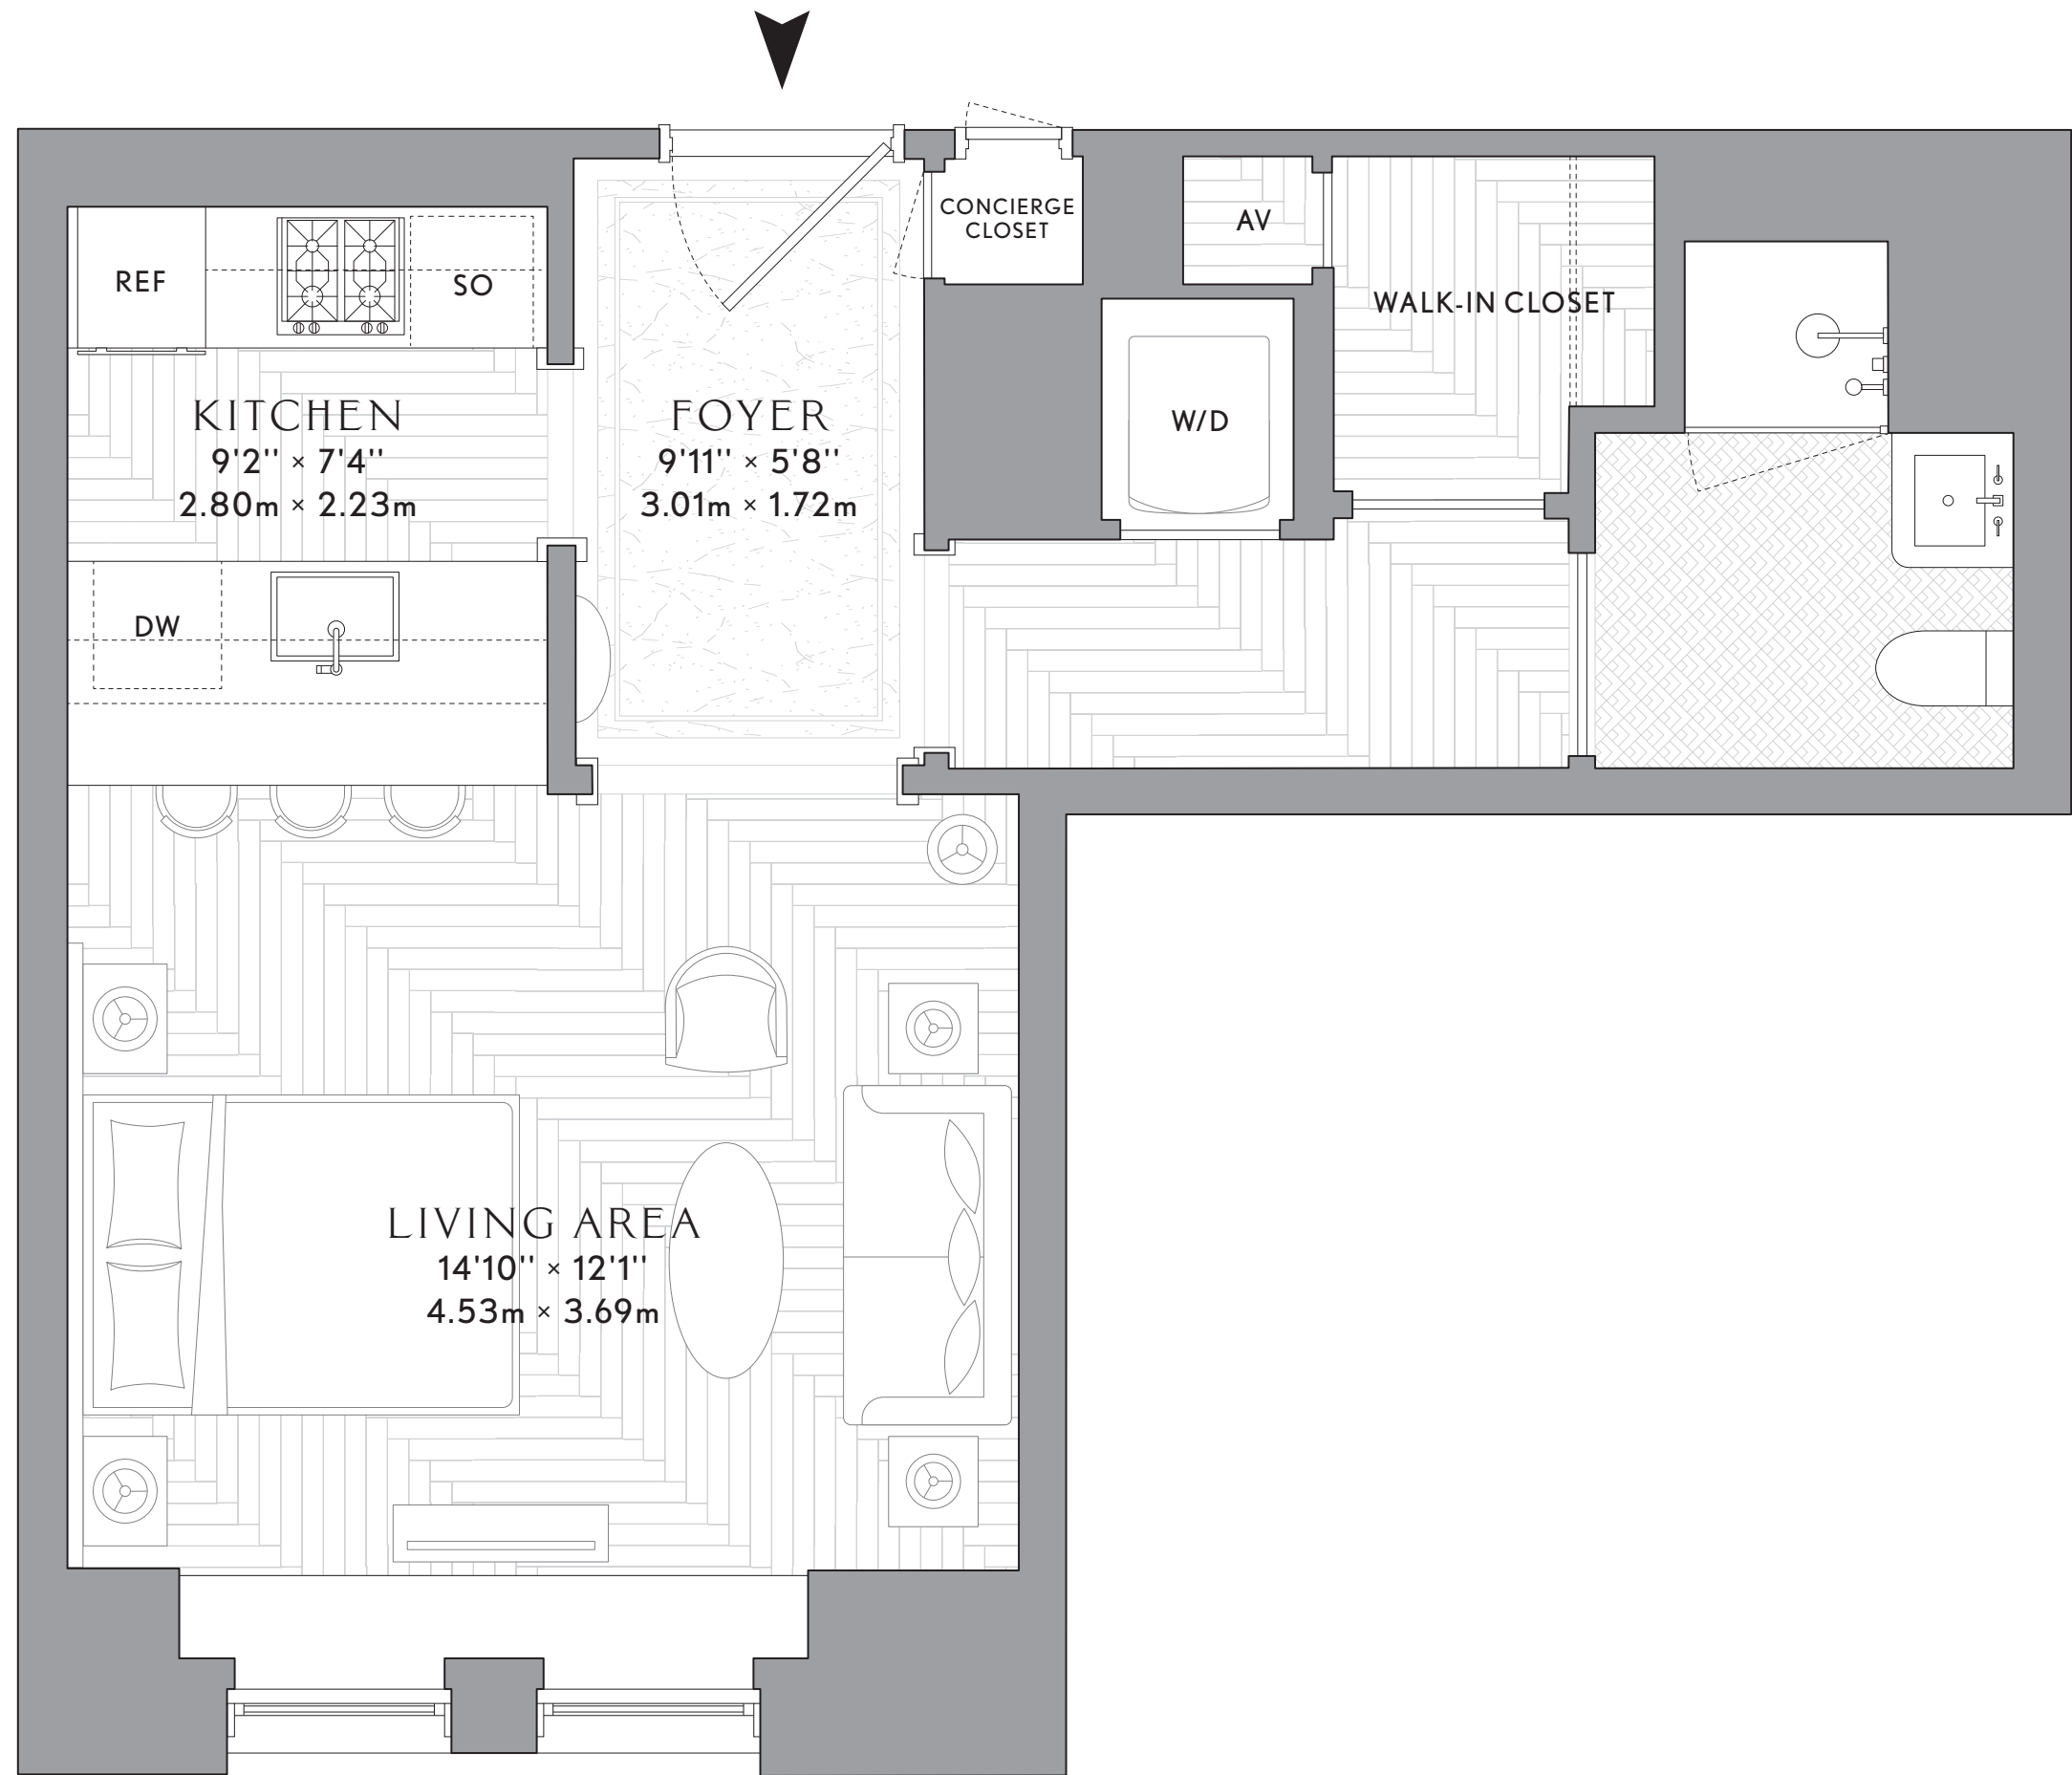 CONCIERGE
CLOSET
AV
REF
SO
WALK-IN CLOSET
KITCHEN
9'2'' × 7'4''
2.80m × 2.23m
FOYER
9'11'' × 5'8''
3.01m × 1.72m
W/D
DW
LIVING AREA
14'10'' × 12'1''
4.53m × 3.69m